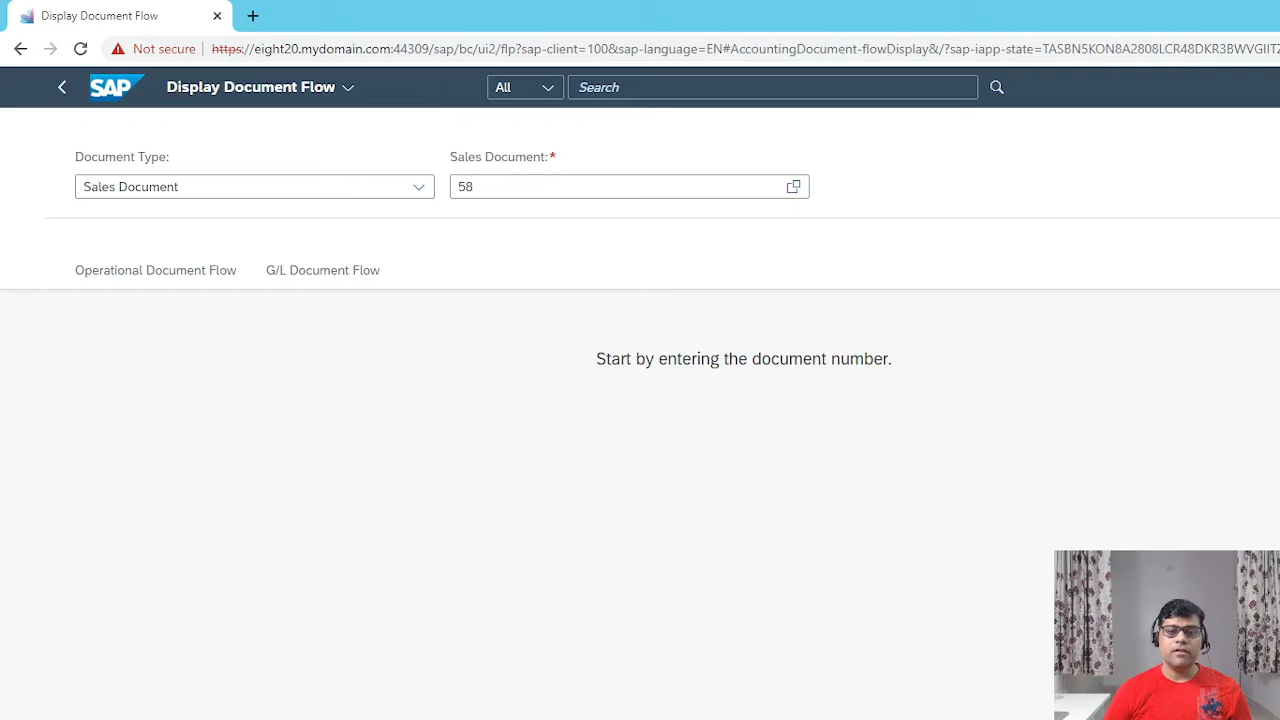 Display Document Flow
Not secure https://eight20.mydomain.com:44309/sap/bc/ui2/flp?sap-client=100&sap-language=EN#AccountingDocument-flowDisplay&/?sap-iapp-state=TASBN5KON8A2808LCR48DKR3BWVGIITZ
SAP Display Document Flow All Search
Document Type: Sales Document:*
Sales Document 58
Operational Document Flow G/L Document Flow
Start by entering the document number.